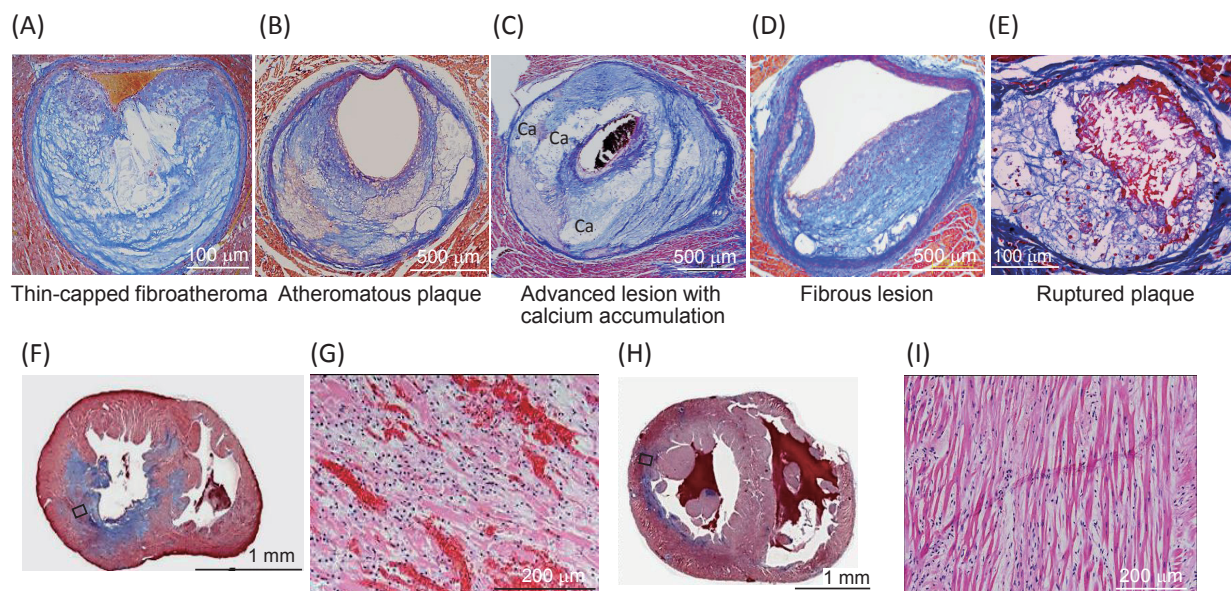 (A) (B) (C) (D) (E)
Ca Ca
Ca
100 μm 500 μm 500 μm 500 μm 100 μm
Thin-capped fibroatheroma Atheromatous plaque Advanced lesion with Fibrous lesion Ruptured plaque
calcium accumulation
(F) (G) (H) (I)
1 mm 200 μm 1 mm 200 μm